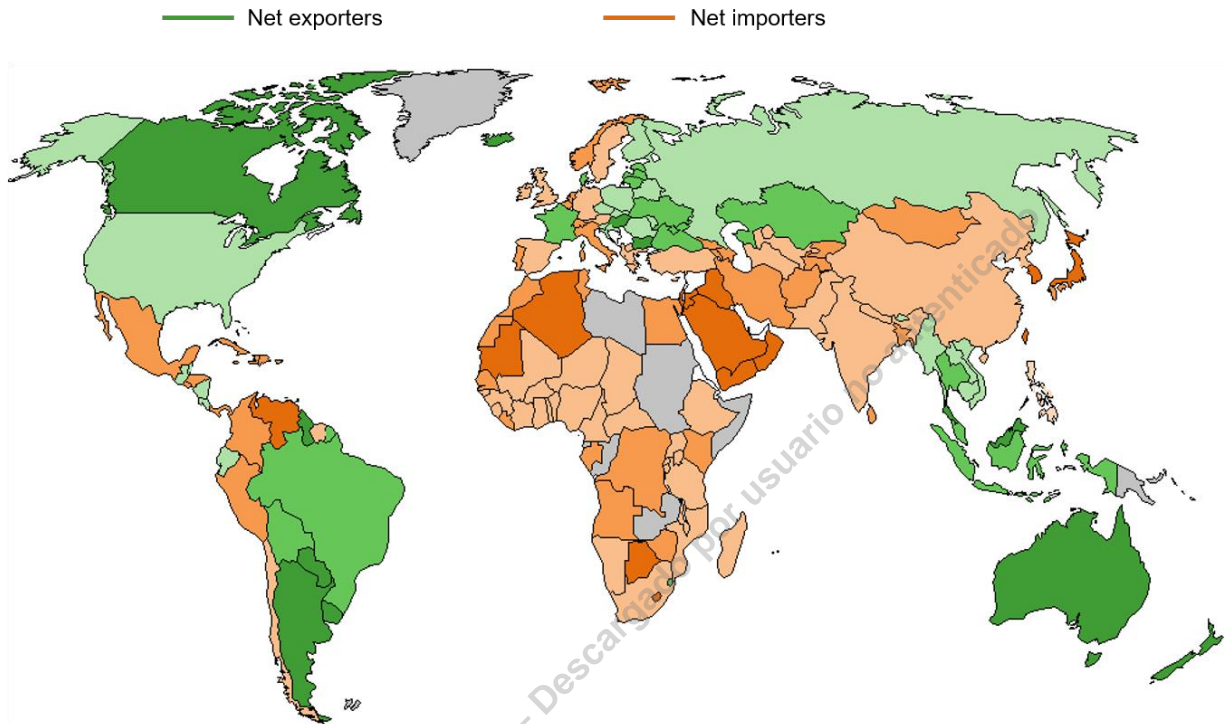 Net exporters
Net importers
- Descargado por usuario no autenticado